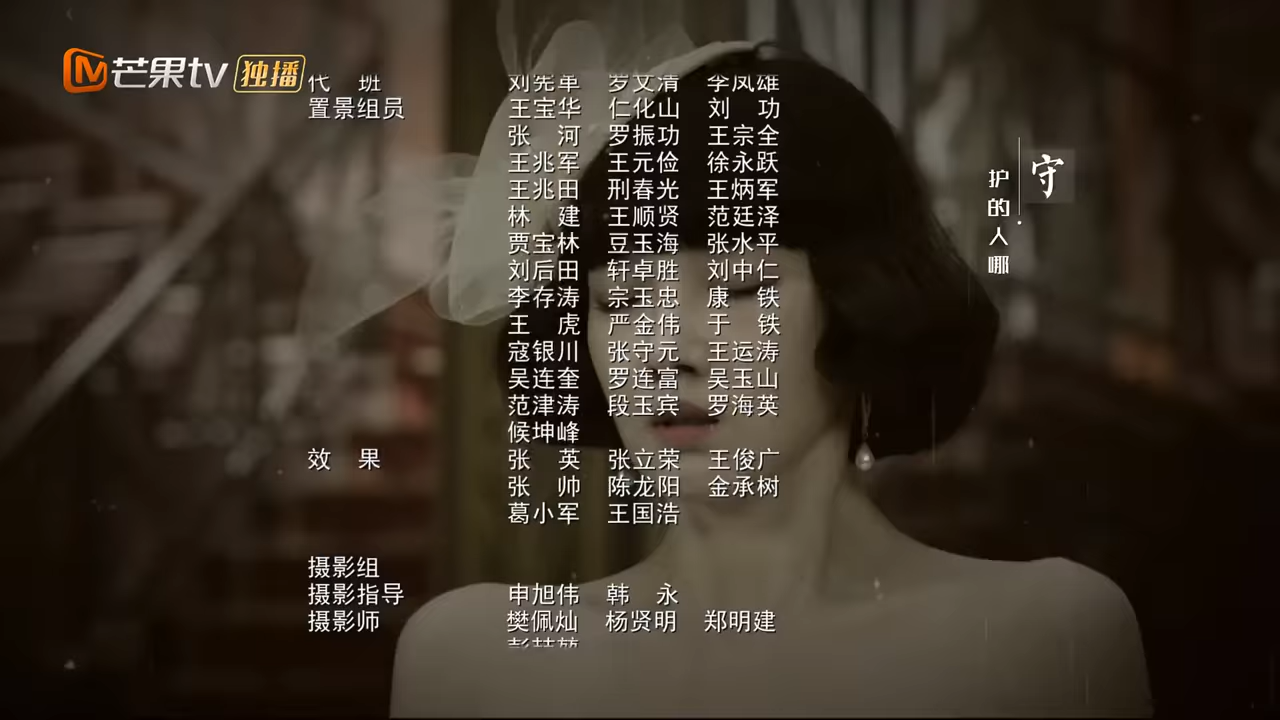 芒果tv 独播
代 班 刘宪军 罗文清 李凤雄
置景组员 王宝华 仁化山 刘 功
张 河 罗振功 王宗全
王兆军 王元俭 徐永跃
王兆田 刑春光 王炳军
林 建 王顺贤 范廷泽
贾宝林 豆玉海 张水平
刘后田 轩卓胜 刘中仁
李存涛 宗玉忠 康 铁
王 虎 严金伟 于 铁
寇银川 张守元 王运涛
吴连奎 罗连富 吴玉山
范津涛 段玉宾 罗海英
候坤峰
效 果 张 英 张立荣 王俊广
张 帅 陈龙阳 金承树
葛小军 王国浩
摄影组
摄影指导 申旭伟 韩 永
摄影师 樊佩灿 杨贤明 郑明建
守
护的人哪